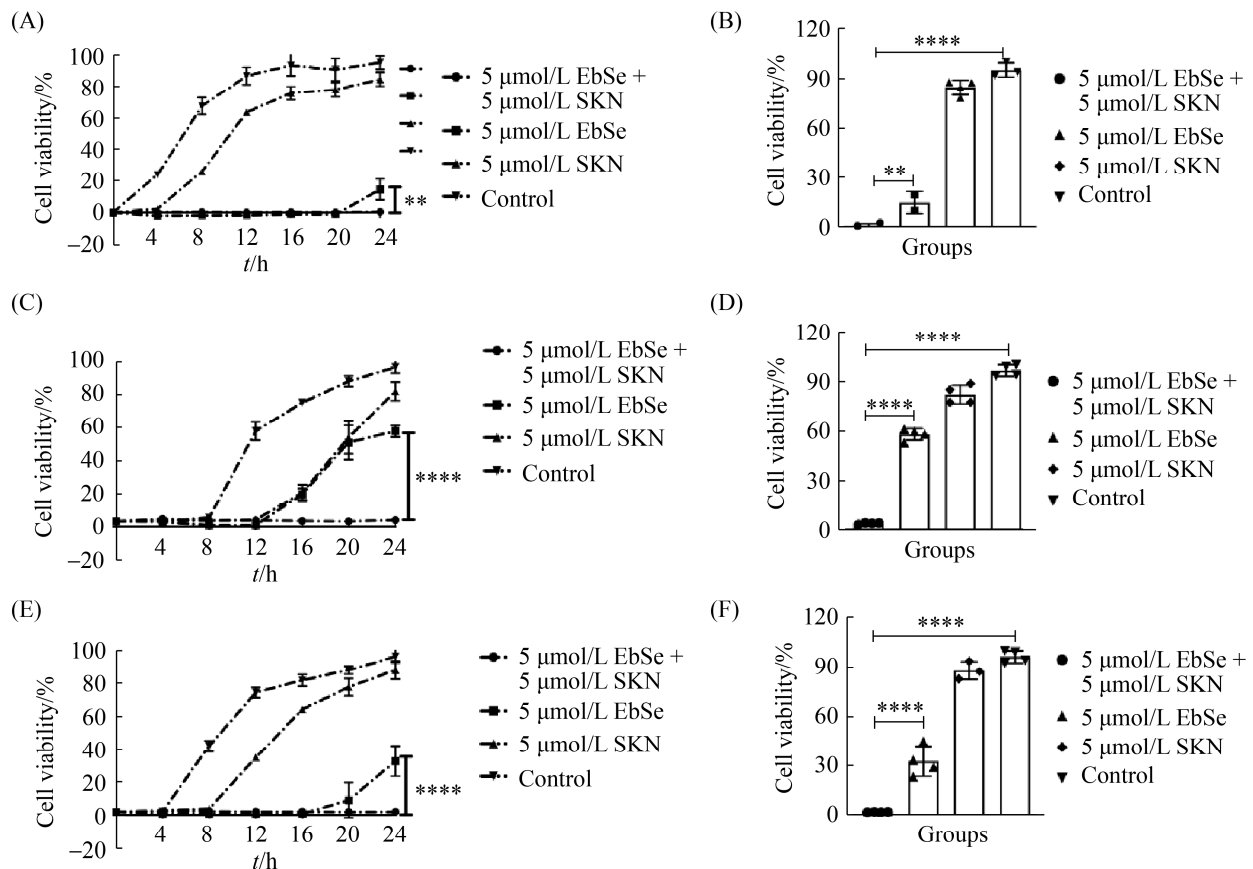 (A)
Cell viability/%
100
80
60
40
20
0
–20
4 8 12 16 20 24
t/h
**
5 μmol/L EbSe +
5 μmol/L SKN
5 μmol/L EbSe
5 μmol/L SKN
Control
(B)
Cell viability/%
120
90
60
30
0
**
****
Groups
5 μmol/L EbSe +
5 μmol/L SKN
5 μmol/L EbSe
5 μmol/L SKN
Control
(C)
Cell viability/%
100
80
60
40
20
0
–20
4 8 12 16 20 24
t/h
****
5 μmol/L EbSe +
5 μmol/L SKN
5 μmol/L EbSe
5 μmol/L SKN
Control
(D)
Cell viability/%
120
90
60
30
0
****
****
Groups
5 μmol/L EbSe +
5 μmol/L SKN
5 μmol/L EbSe
5 μmol/L SKN
Control
(E)
Cell viability/%
100
80
60
40
20
0
–20
4 8 12 16 20 24
t/h
****
5 μmol/L EbSe +
5 μmol/L SKN
5 μmol/L EbSe
5 μmol/L SKN
Control
(F)
Cell viability/%
120
90
60
30
0
****
****
Groups
5 μmol/L EbSe +
5 μmol/L SKN
5 μmol/L EbSe
5 μmol/L SKN
Control